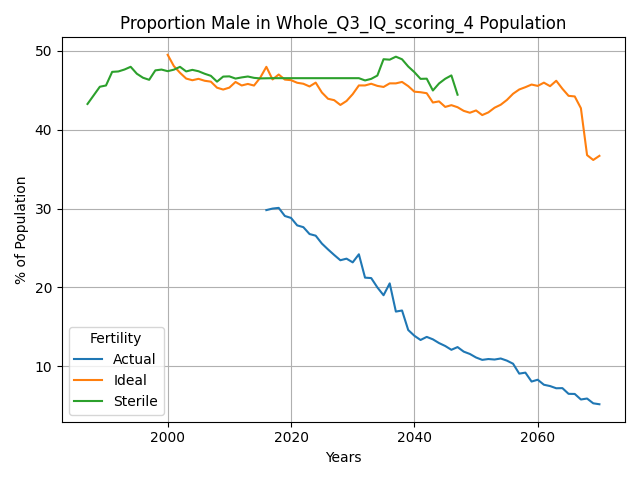 Proportion Male in Whole_Q3_IQ_scoring_4 Population
% of Population
50
40
30
20
10
Fertility
Actual
Ideal
Sterile
2000 2020 2040 2060
Years